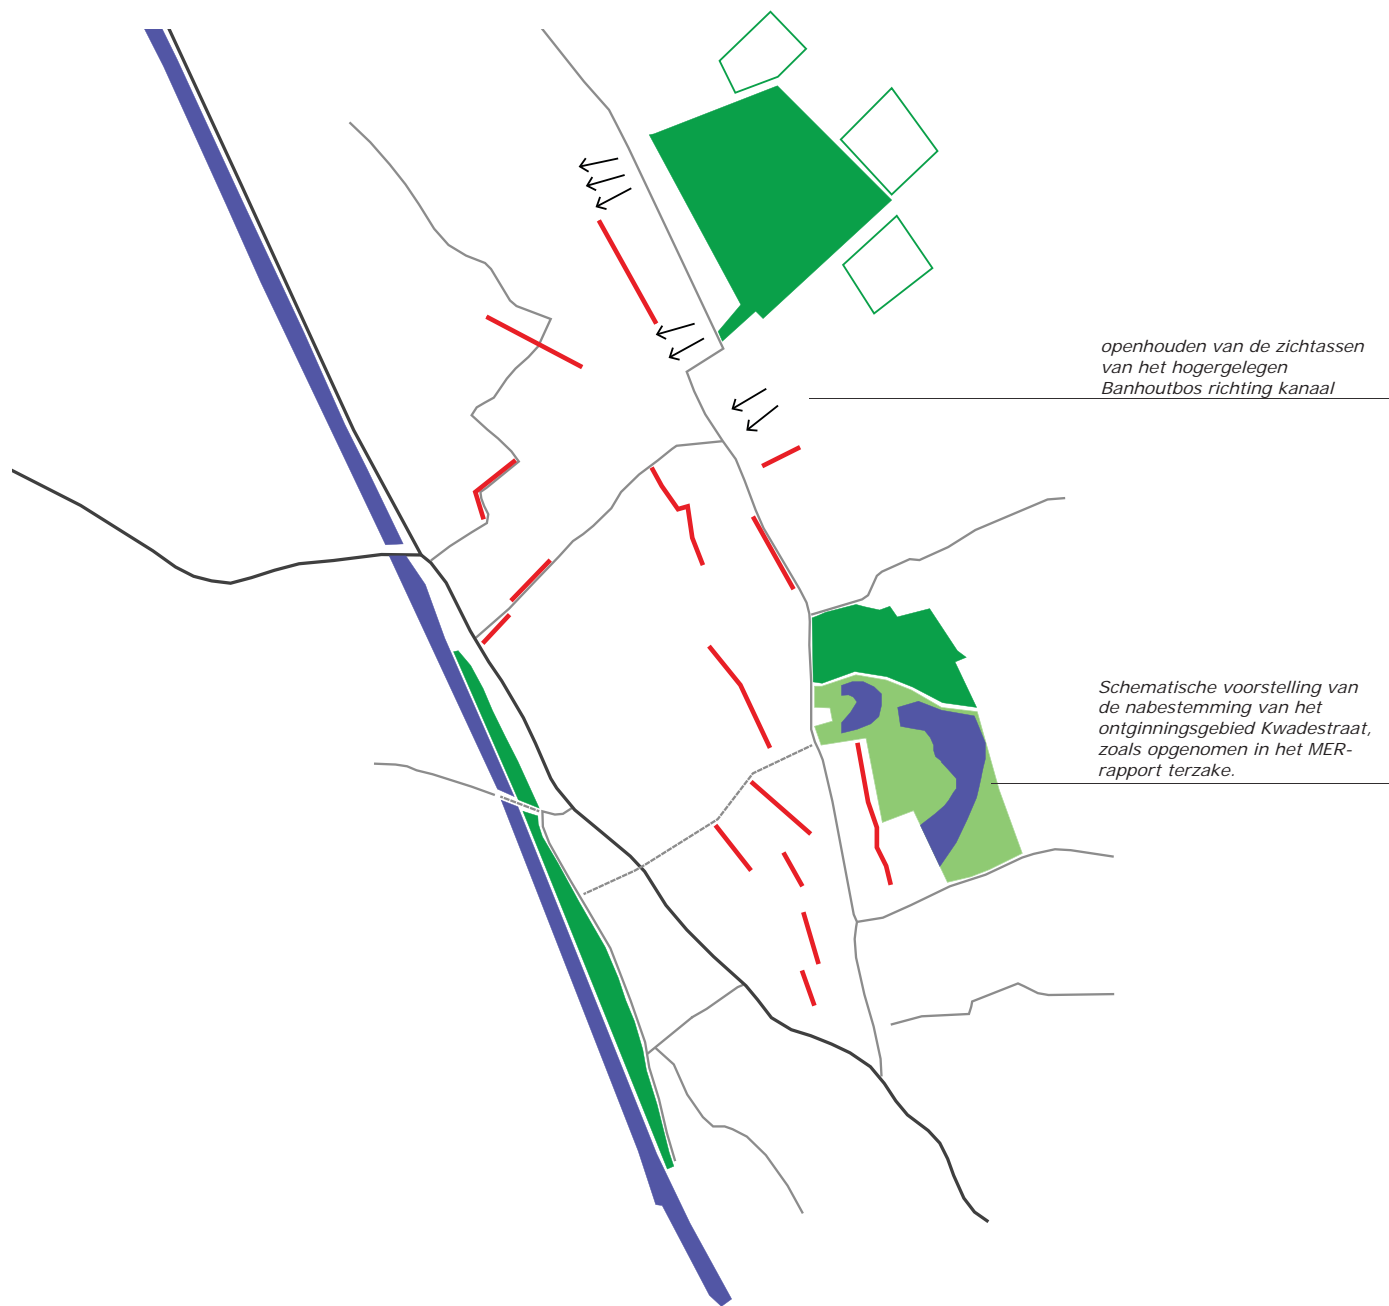 openhouden van de zichtassen
van het hogergelegen
Banhoutbos richting kanaal
Schematische voorstelling van
de nabestemming van het
ontginningsgebied Kwadestraat,
zoals opgenomen in het MER-
rapport terzake.